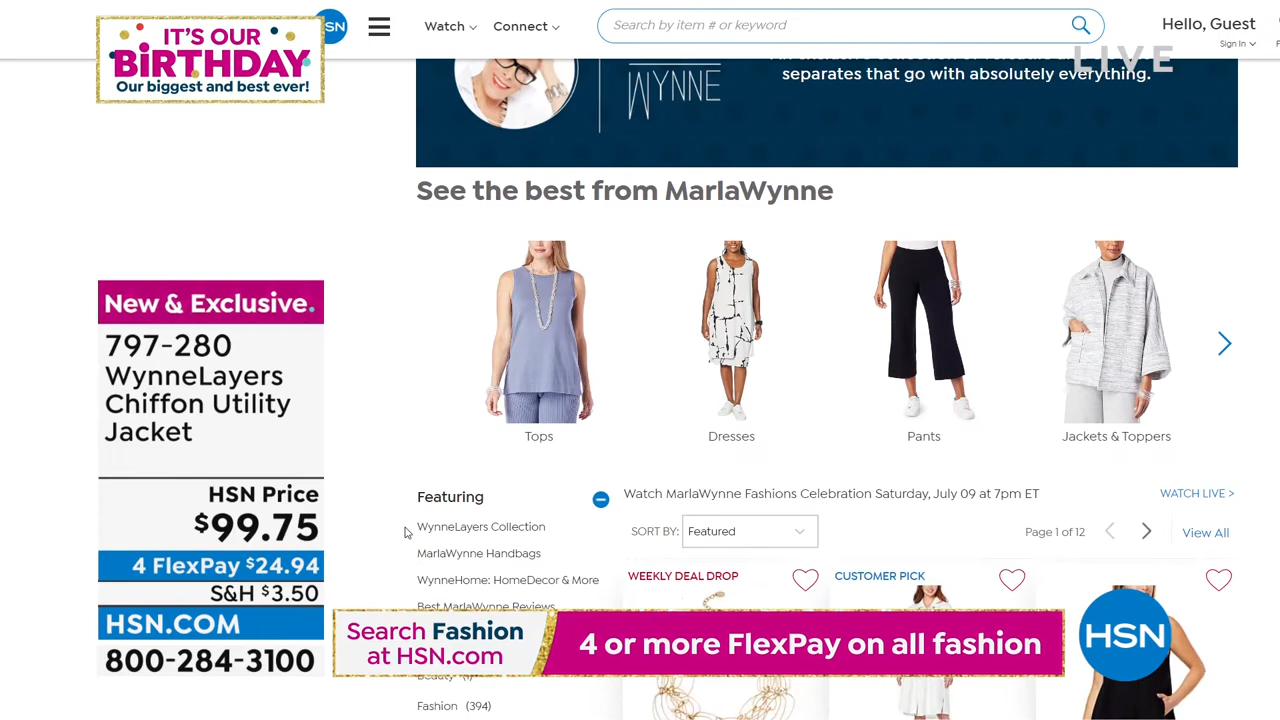 IT'S OUR
BIRTHDAY
Our biggest and best ever!
SN
Watch
Connect
Search by item # or keyword
Hello, Guest
Sign In
LIVE
WYNNE
separates that go with absolutely everything.
See the best from MarlaWynne
Tops
Dresses
Pants
Jackets & Toppers
New & Exclusive.
797-280
WynneLayers
Chiffon Utility
Jacket
HSN Price
$99.75
4 FlexPay $24.94
S&H $3.50
HSN.COM
800-284-3100
Featuring
WynneLayers Collection
MarlaWynne Handbags
WynneHome: HomeDecor & More
Best MarlaWynne Reviews
Beauty
Fashion (394)
Watch MarlaWynne Fashions Celebration Saturday, July 09 at 7pm ET
WATCH LIVE >
SORT BY: Featured
Page 1 of 12
View All
WEEKLY DEAL DROP
CUSTOMER PICK
Search Fashion
at HSN.com
4 or more FlexPay on all fashion
HSN